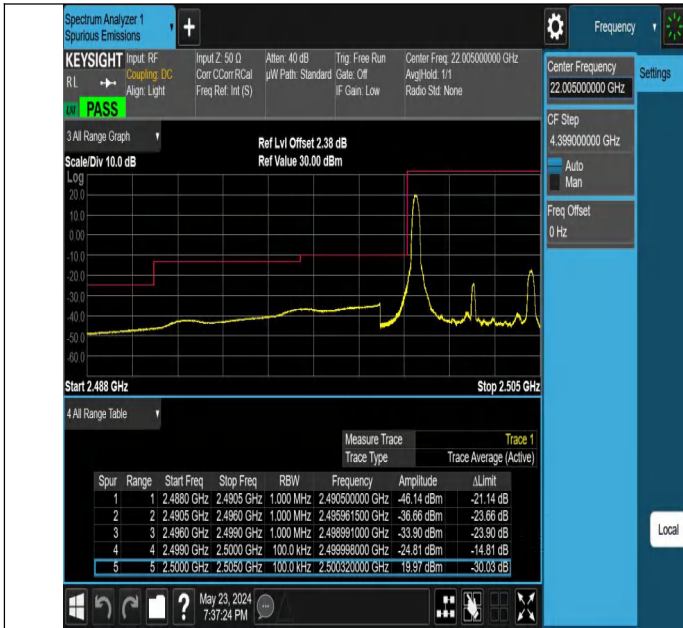 Spectrum Analyzer 1
Spurious Emissions
Frequency
KEYSIGHT
RL
Input: RF
Coupling: DC
Align: Light
Input Z: 50 Ω
Corr CCorr RCal
Freq Ref: Int (S)
Atten: 40 dB
µW Path: Standard
Trig: Free Run
Gate: Off
IF Gain: Low
Center Freq: 22.005000000 GHz
Avg|Hold: 1/1
Radio Std: None
PASS
Center Frequency
22.005000000 GHz
Settings
CF Step
4.399000000 GHz
Auto
Man
Freq Offset
0 Hz
3 All Range Graph
Scale/Div 10.0 dB
Ref Lvl Offset 2.38 dB
Ref Value 30.00 dBm
Log
20.0
10.0
0.00
-10.0
-20.0
-30.0
-40.0
-50.0
-60.0
Start 2.488 GHz
Stop 2.505 GHz
4 All Range Table
Measure Trace Trace 1
Trace Type Trace Average (Active)
Spur Range Start Freq Stop Freq RBW Frequency Amplitude ΔLimit
1 1 2.4880 GHz 2.4905 GHz 1.000 MHz 2.490500000 GHz -46.14 dBm -21.14 dB
2 2 2.4905 GHz 2.4960 GHz 1.000 MHz 2.495961500 GHz -36.66 dBm -23.66 dB
3 3 2.4960 GHz 2.4990 GHz 1.000 MHz 2.498991000 GHz -33.90 dBm -23.90 dB
4 4 2.4990 GHz 2.5000 GHz 100.0 kHz 2.499998000 GHz -24.81 dBm -14.81 dB
5 5 2.5000 GHz 2.5050 GHz 100.0 kHz 2.500320000 GHz 19.97 dBm -30.03 dB
Local
?
May 23, 2024
7:37:24 PM